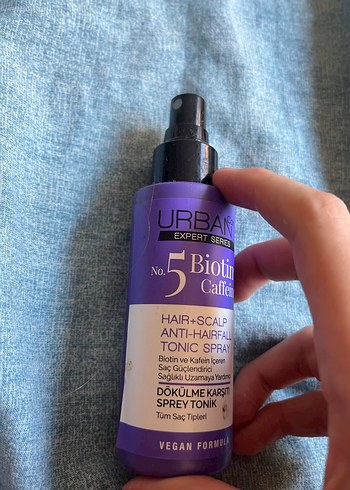 URBAN
EXPERT SERIES
No. 5 Biotin
Caffein
HAIR+SCALP
ANTI-HAIRFALL
TONIC SPRAY
Biotin ve Kafein İçeren
Saç Güçlendirici
Sağlıklı Uzamaya Yardımcı
DÖKÜLME KARŞITI
SPREY TONİK
Tüm Saç Tipleri
VEGAN FORMULA